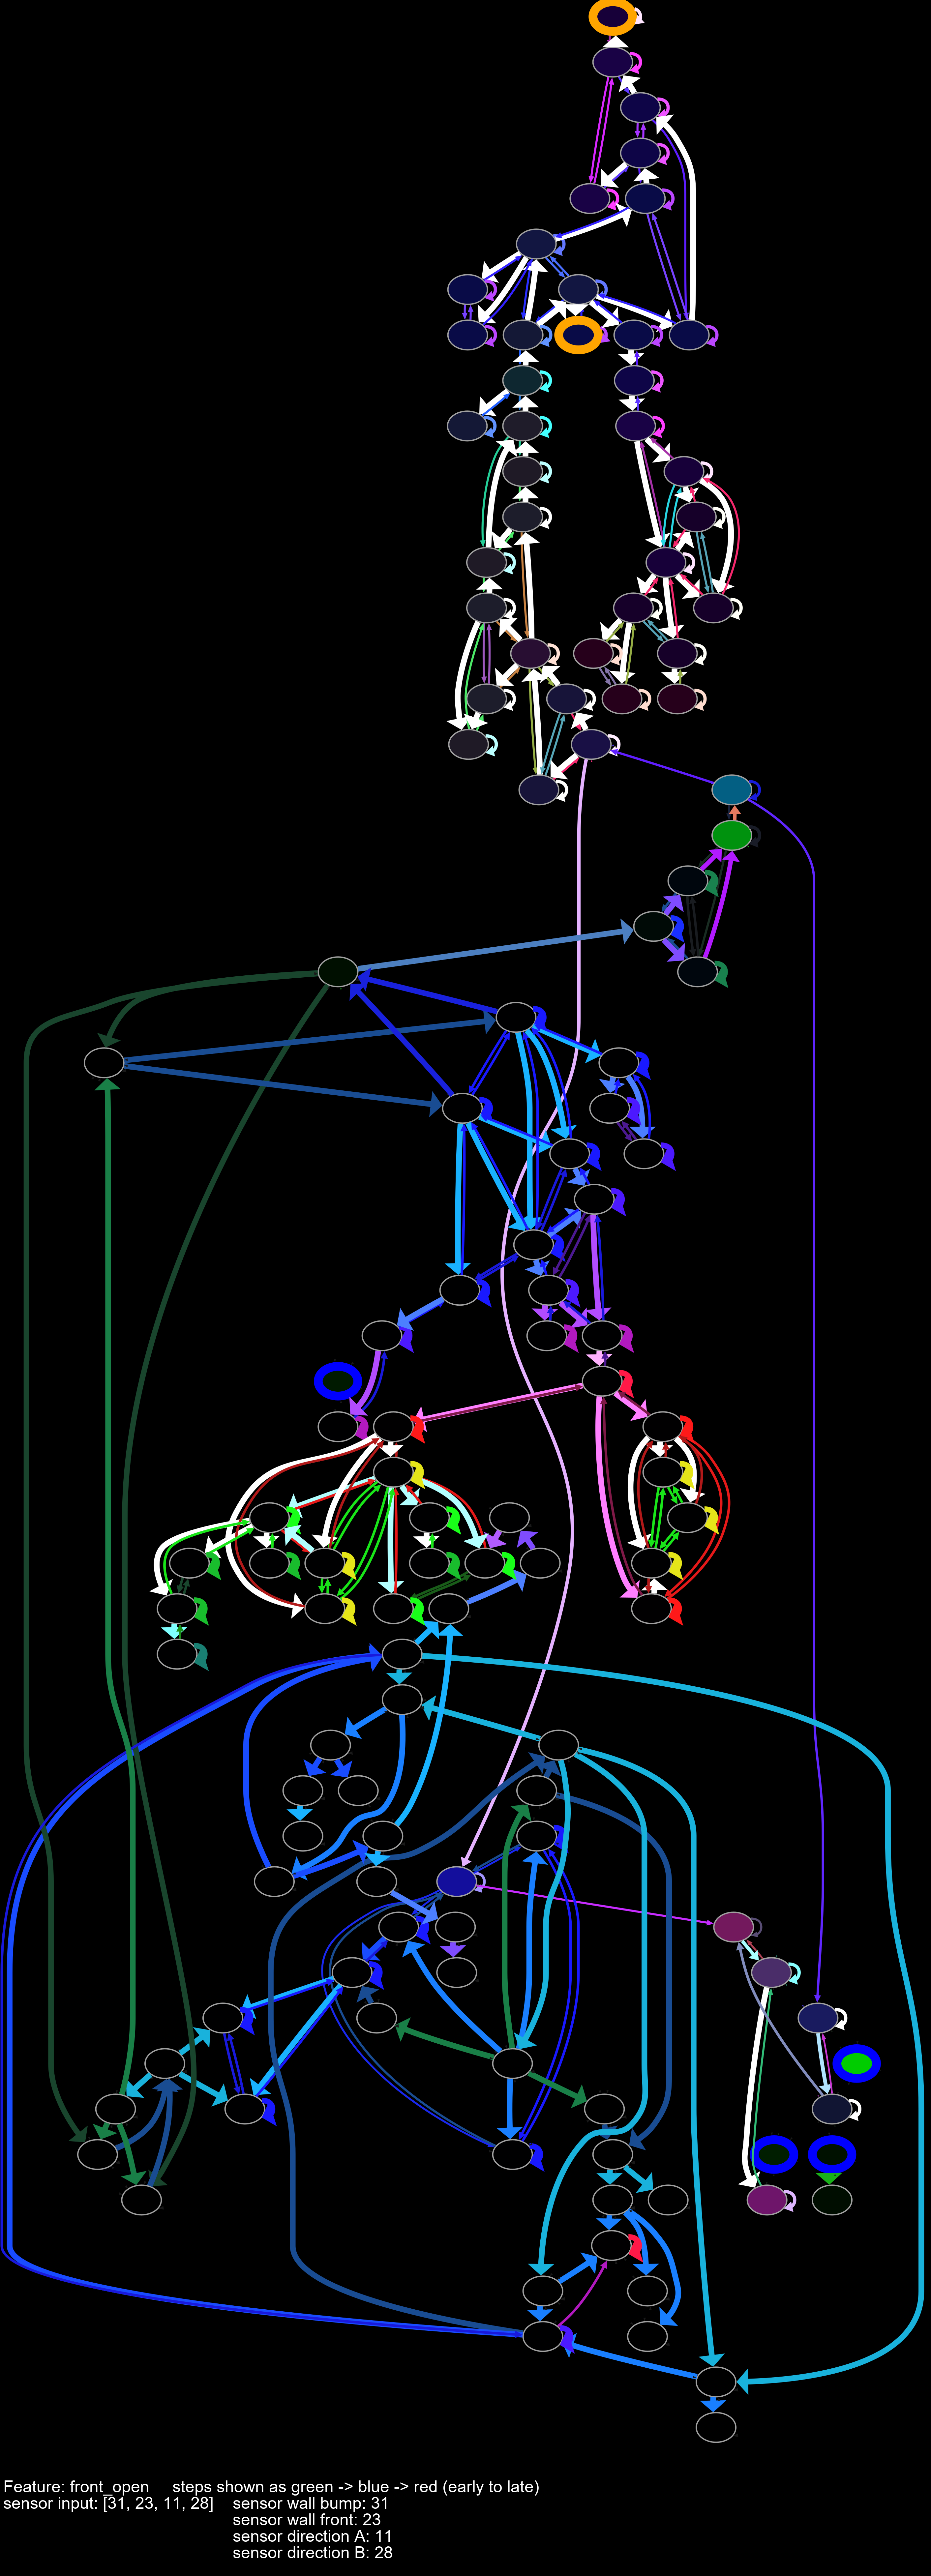 Feature: front_open steps shown as green -> blue -> red (early to late)
sensor input: [31, 23, 11, 28] sensor wall bump: 31
sensor wall front: 23
sensor direction A: 11
sensor direction B: 28